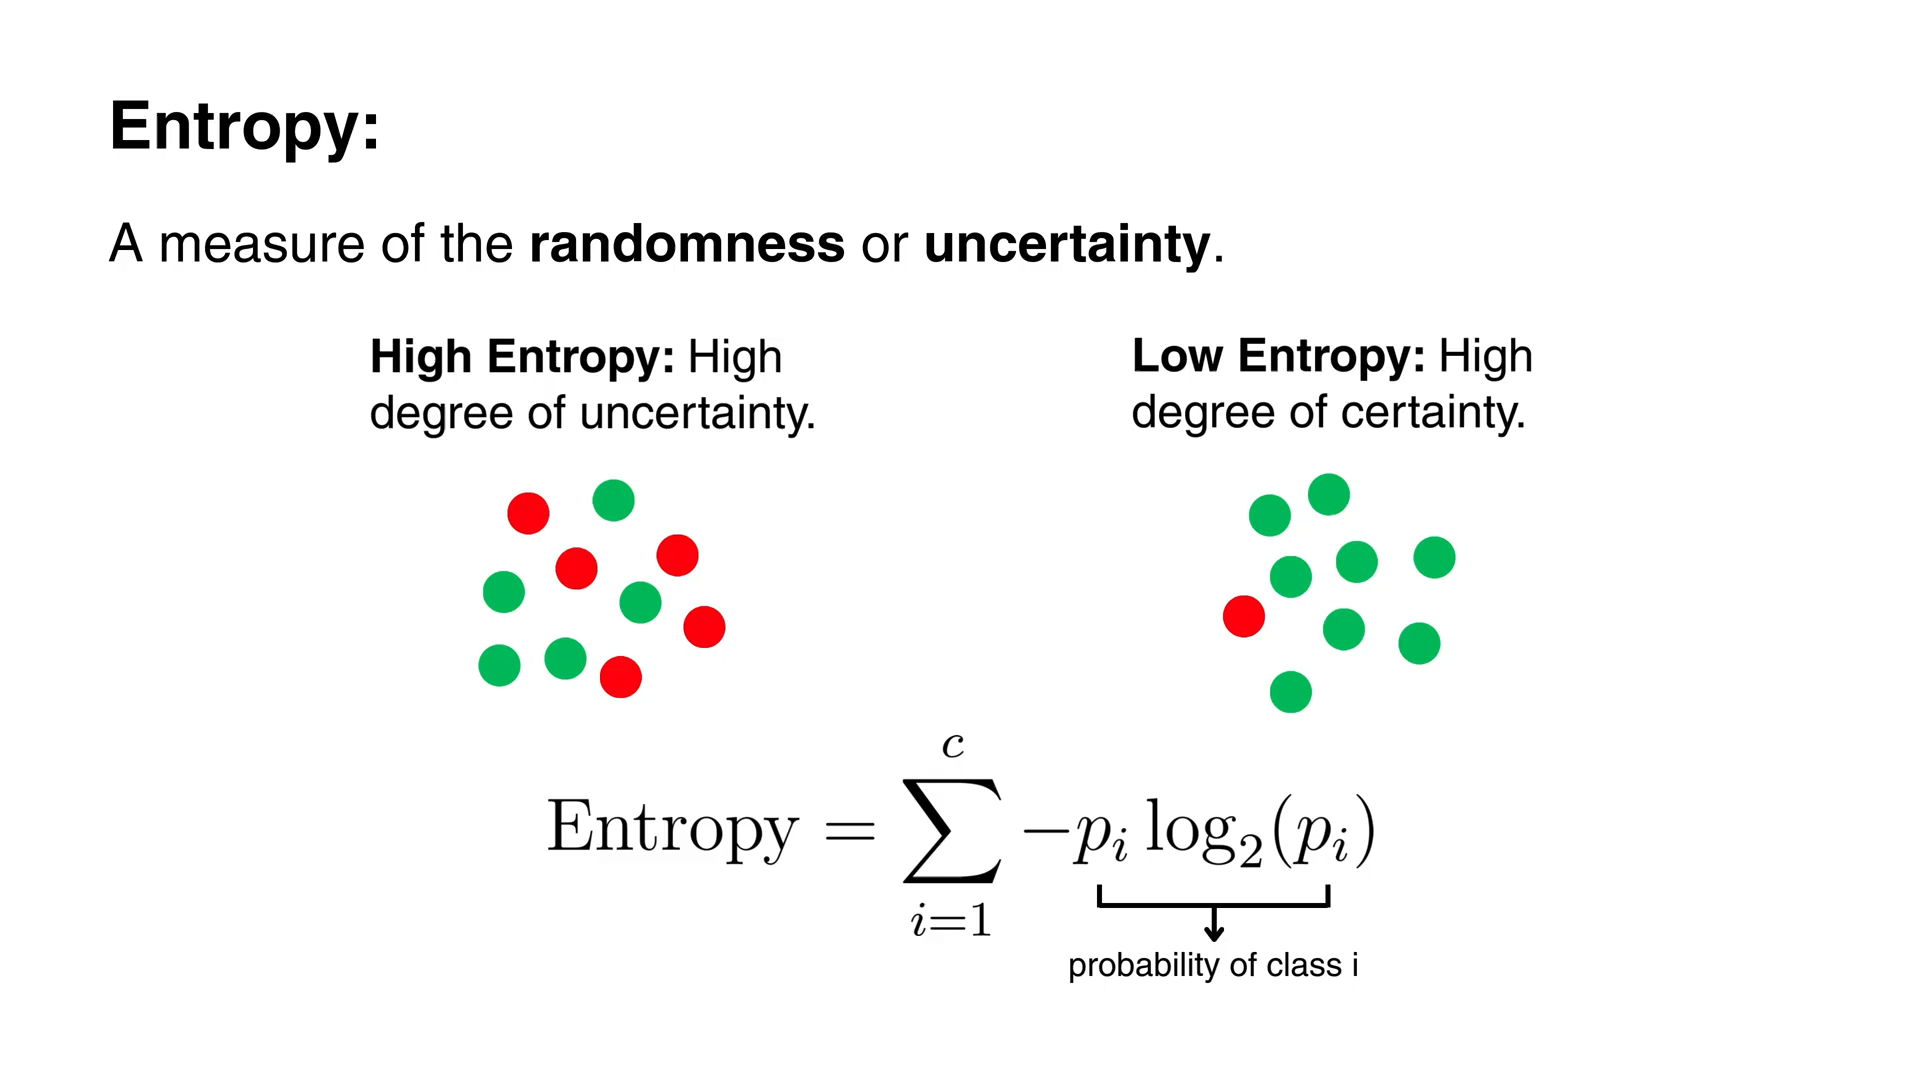 Entropy:
A measure of the randomness or uncertainty.
High Entropy: High
degree of uncertainty.
Low Entropy: High
degree of certainty.
Entropy = \sum_{i=1}^{c} -p_i \log_2(p_i)
probability of class i